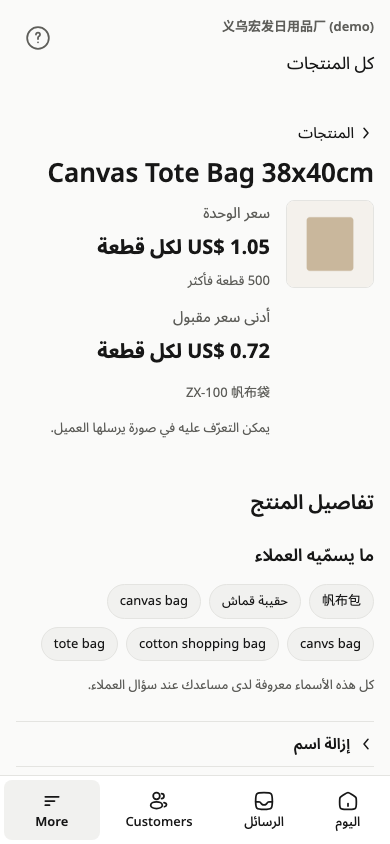 义乌宏发日用品厂 (demo)
كل المنتجات
المنتجات
Canvas Tote Bag 38x40cm
سعر الوحدة
US$ 1.05 لكل قطعة
500 قطعة فأكثر
أدنى سعر مقبول
US$ 0.72 لكل قطعة
ZX-100 帆布袋
يمكن التعرّف عليه في صورة يرسلها العميل.
تفاصيل المنتج
ما يسمّيه العملاء
帆布包 حقيبة قماش canvas bag
canvs bag cotton shopping bag tote bag
كل هذه الأسماء معروفة لدى مساعدك عند سؤال العملاء.
إزالة اسم
اليوم الرسائل Customers More